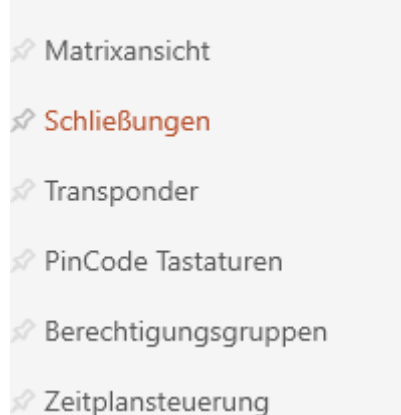 Matrixansicht
Schließungen
Transponder
PinCode Tastaturen
Berechtigungsgruppen
Zeitplansteuerung